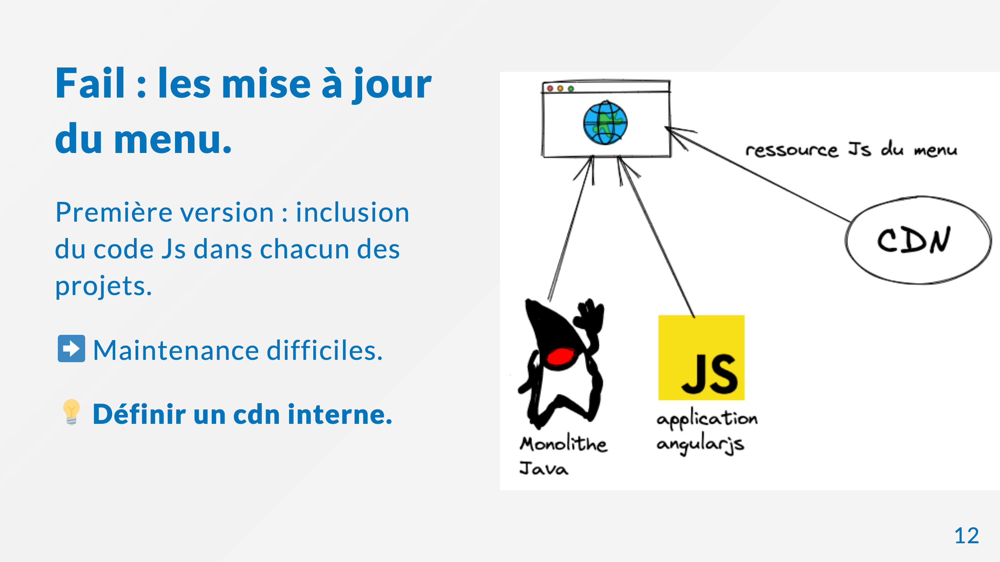 Fail : les mise à jour
du menu.
Première version : inclusion
du code Js dans chacun des
projets.
➡️ Maintenance difficiles.
💡 Définir un cdn interne.
ressource Js du menu
CDN
JS
Monolithe
Java
application
angularjs
12